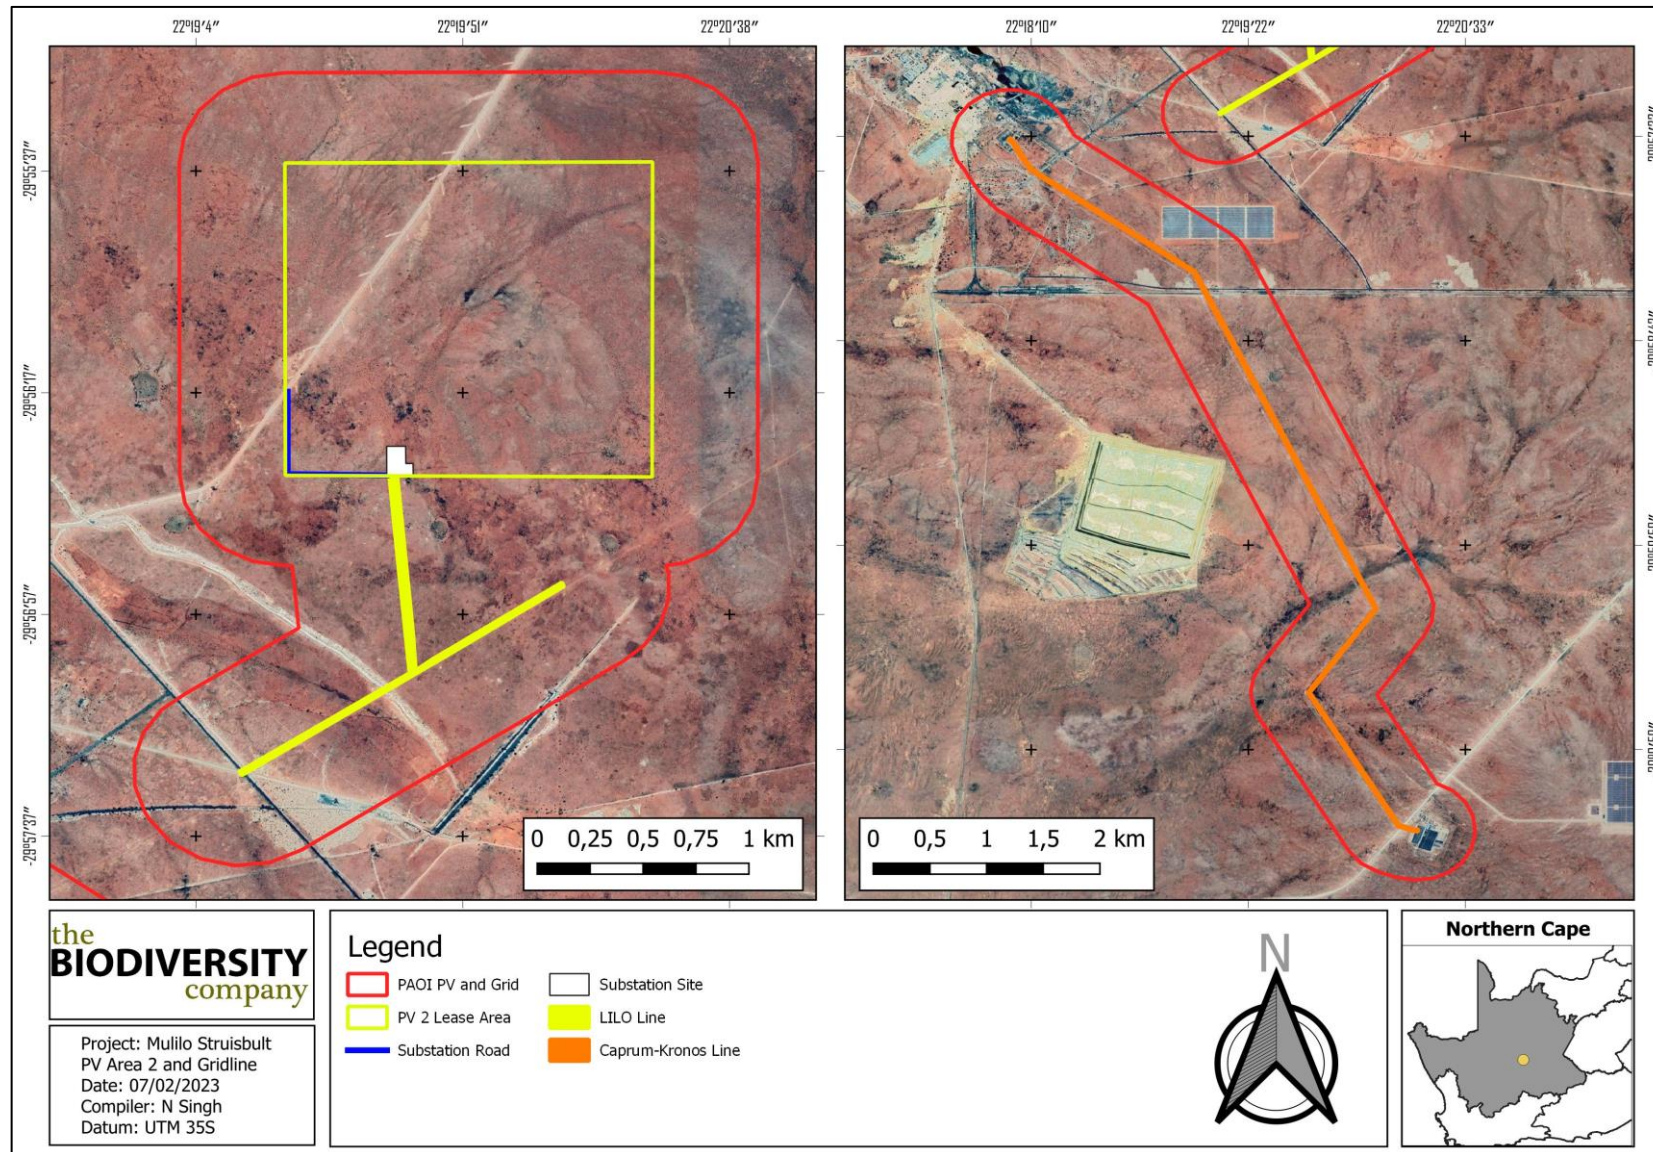 22°19'4" 22°19'51" 22°20'38" 22°18'10" 22°19'22" 22°20'33"
-29°55'37"
-29°56'17"
-29°56'57"
-29°57'37"
0 0,25 0,5 0,75 1 km
0 0,5 1 1,5 2 km
the
BIODIVERSITY
company
Project: Mulilo Struisbult
PV Area 2 and Gridline
Date: 07/02/2023
Compiler: N Singh
Datum: UTM 35S
Legend
PAOI PV and Grid
PV 2 Lease Area
Substation Road
Substation Site
LILO Line
Caprum-Kronos Line
N
Northern Cape